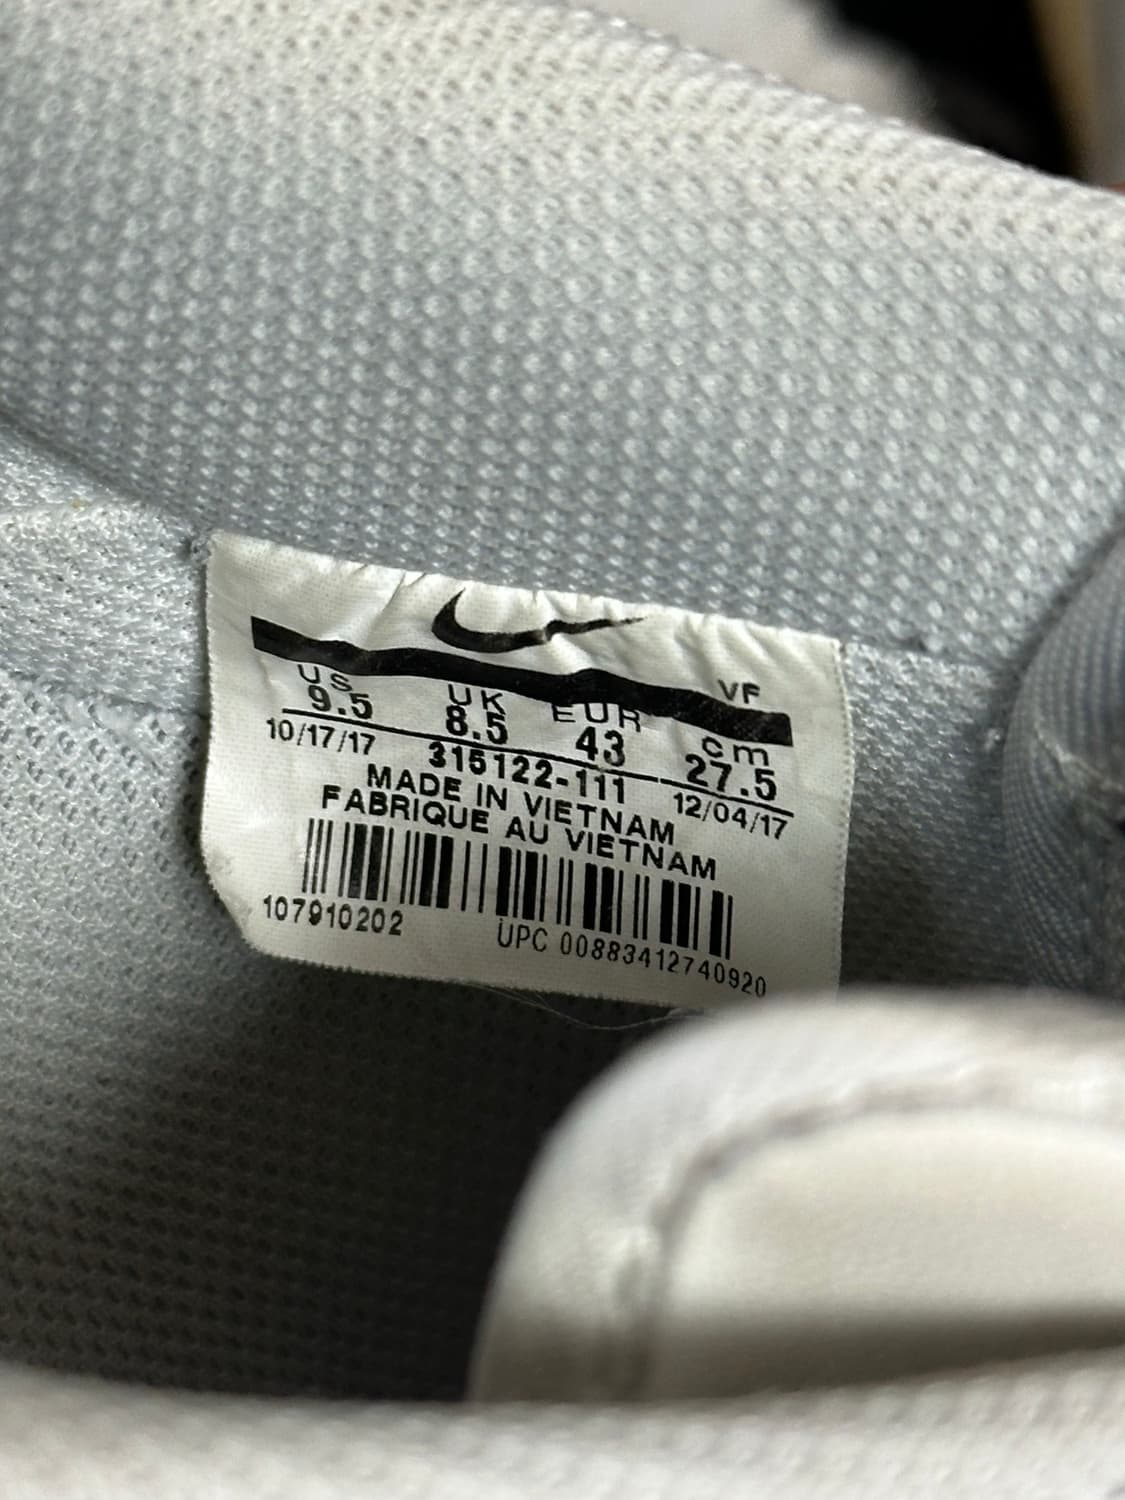 VF
US UK EUR cm
9.5 8.5 43 27.5
10/17/17 315122-111 12/04/17
MADE IN VIETNAM
FABRIQUE AU VIETNAM
107910202 UPC 00883412740920